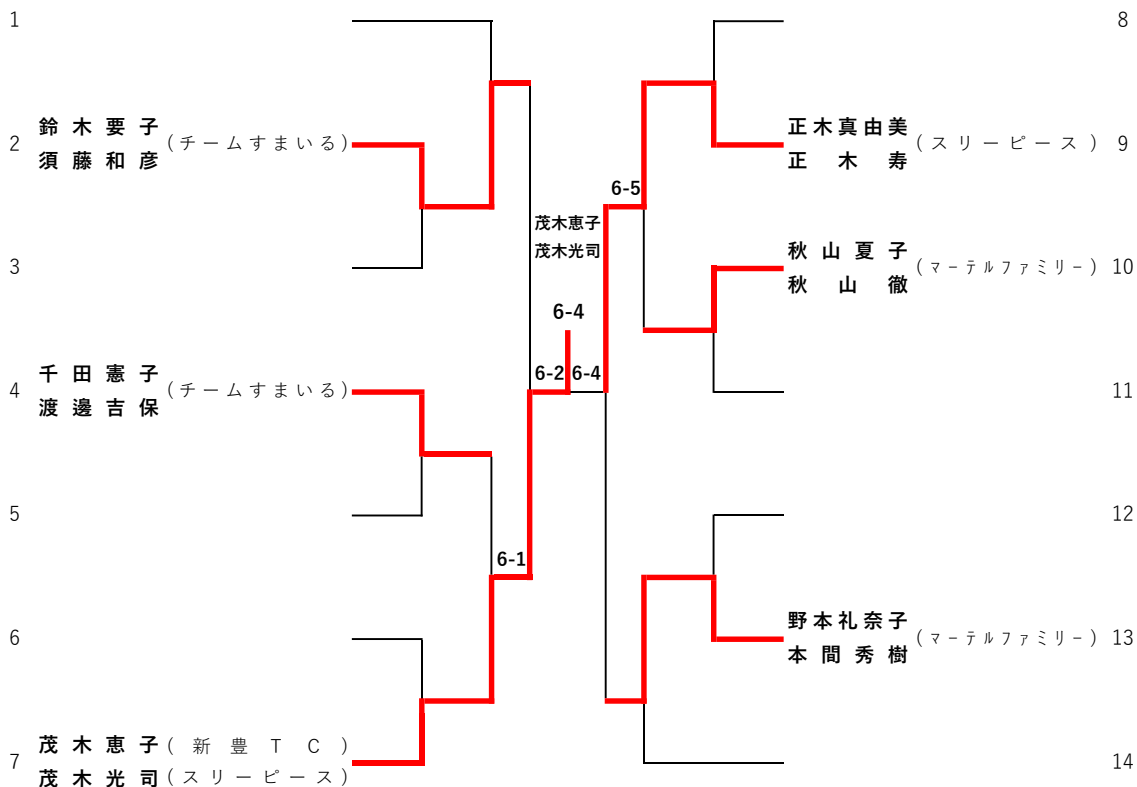 1
2 鈴木要子 (チームすまいる)
須藤和彦
3
4 千田憲子 (チームすまいる)
渡邊吉保
5
6
7 茂木恵子 (新豊TC)
茂木光司 (スリーピース)
6-1
6-2
6-4
6-4
茂木恵子
茂木光司
6-5
8
正木真由美 (スリーピース) 9
正木寿
秋山夏子 (マーテルファミリー) 10
秋山徹
11
12
野本礼奈子 (マーテルファミリー) 13
本間秀樹
14